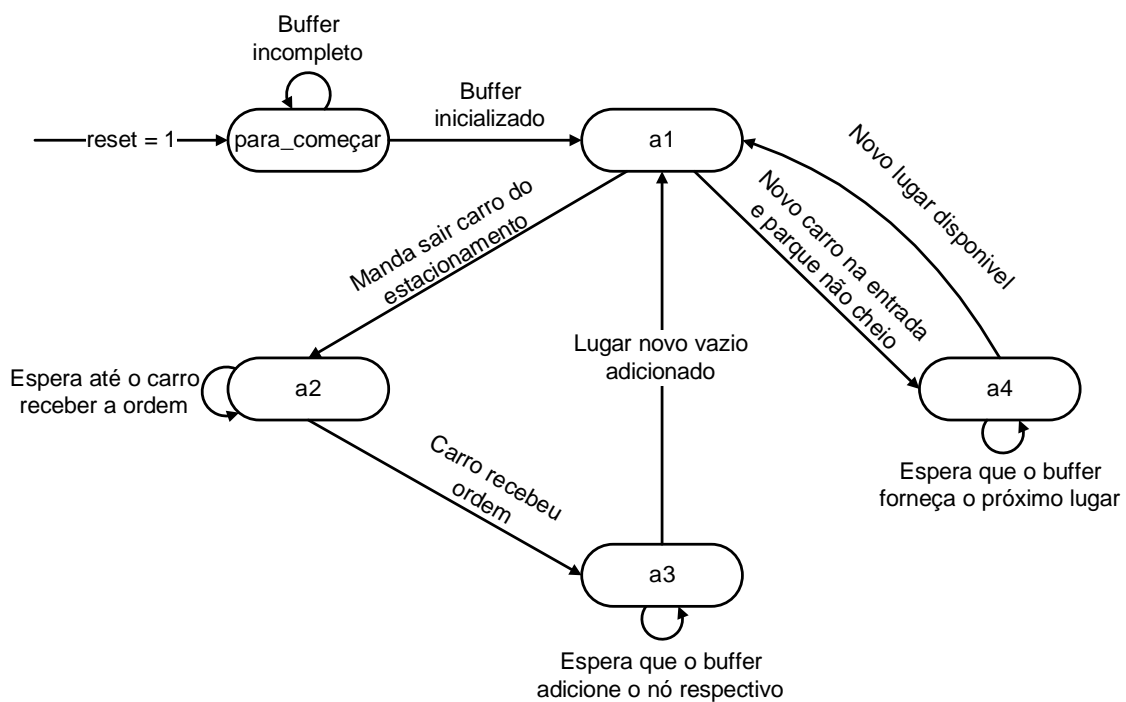 Buffer
incompleto
Buffer
inicializado
reset = 1
para_começar
a1
Novo lugar disponivel
Novo carro na entrada
e parque não cheio
Manda sair carro do
estacionamento
Lugar novo vazio
adicionado
Espera até o carro
receber a ordem
a2
a4
Carro recebeu
ordem
Espera que o buffer
forneça o próximo lugar
a3
Espera que o buffer
adicione o nó respectivo